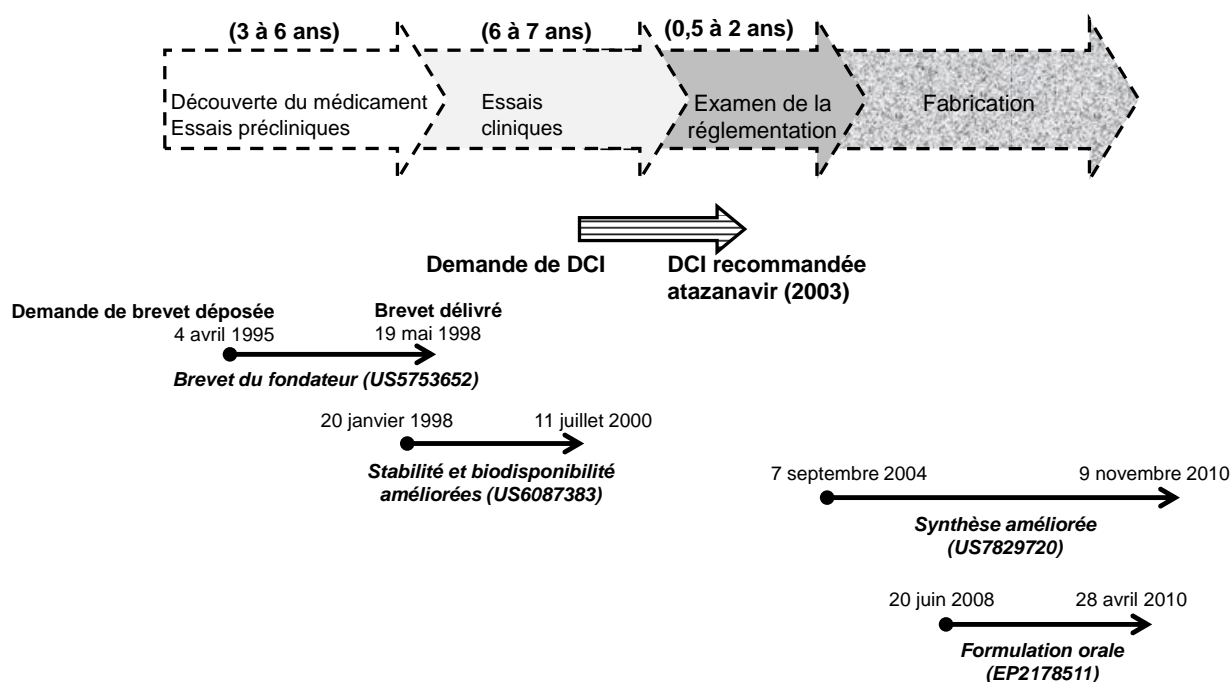 (3 à 6 ans)
(6 à 7 ans)
(0,5 à 2 ans)
Découverte du médicament
Essais précliniques
Essais
cliniques
Examen de la
réglementation
Fabrication
Demande de DCI
DCI recommandée
atazanavir (2003)
Demande de brevet déposée
4 avril 1995
Brevet délivré
19 mai 1998
Brevet du fondateur (US5753652)
20 janvier 1998
11 juillet 2000
Stabilité et biodisponibilité
améliorées (US6087383)
7 septembre 2004
9 novembre 2010
Synthèse améliorée
(US7829720)
20 juin 2008
28 avril 2010
Formulation orale
(EP2178511)